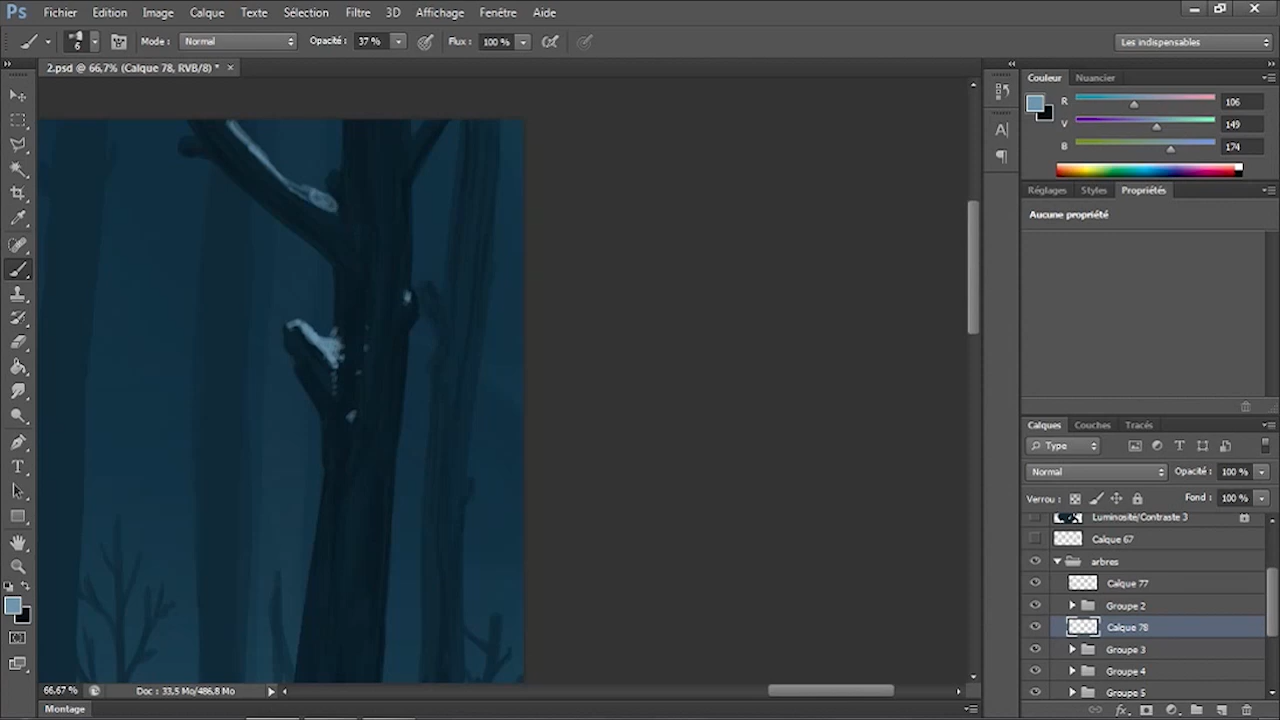 Ps Fichier Edition Image Calque Texte Sélection Filtre 3D Affichage Fenêtre Aide
6 Mode : Normal Opacité : 37 % Flux : 100 % Les indispensables
2.psd @ 66,7% (Calque 78, RVB/8) * ×
Couleur Nuancier
R 106
V 149
B 174
Réglages Styles Propriétés
Aucune propriété
Calques Couches Tracés
Type
Normal Opacité : 100 %
Verrou : Fond : 100 %
Luminosité/Contraste 3
Calque 67
arbres
Calque 77
Groupe 2
Calque 78
Groupe 3
Groupe 4
Groupe 5
66,67 % Doc : 33,5 Mo/486,8 Mo
Montage